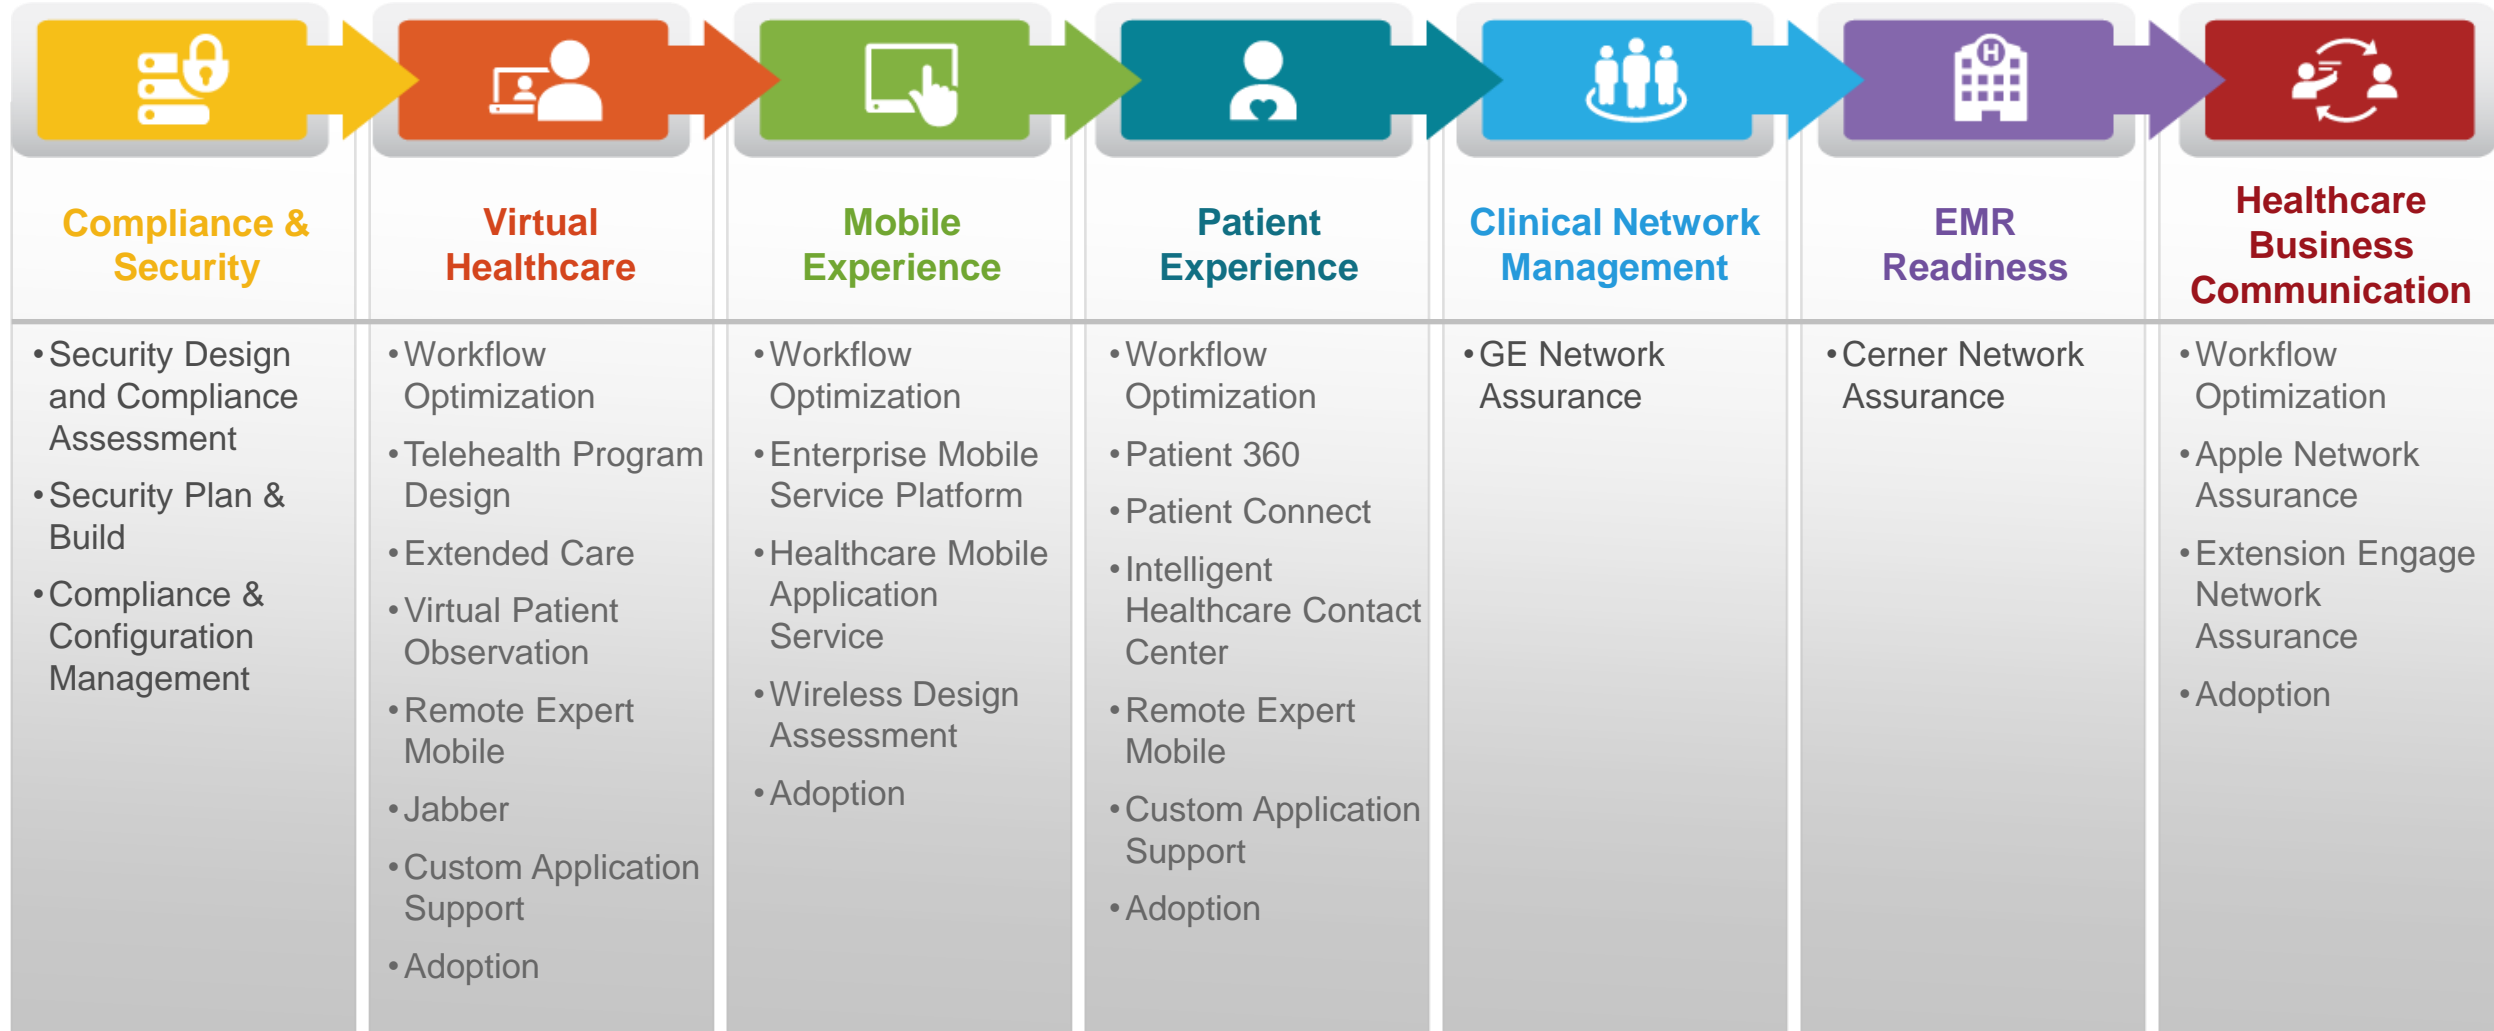 H
Compliance &
Security
Virtual
Healthcare
Mobile
Experience
Patient
Experience
Clinical Network
Management
EMR
Readiness
Healthcare
Business
Communication
•Security Design
and Compliance
Assessment
•Security Plan &
Build
•Compliance &
Configuration
Management
•Workflow
Optimization
•Telehealth Program
Design
•Extended Care
•Virtual Patient
Observation
•Remote Expert
Mobile
•Jabber
•Custom Application
Support
•Adoption
•Workflow
Optimization
•Enterprise Mobile
Service Platform
•Healthcare Mobile
Application
Service
•Wireless Design
Assessment
•Adoption
•Workflow
Optimization
•Patient 360
•Patient Connect
•Intelligent
Healthcare Contact
Center
•Remote Expert
Mobile
•Custom Application
Support
•Adoption
•GE Network
Assurance
•Cerner Network
Assurance
•Workflow
Optimization
•Apple Network
Assurance
•Extension Engage
Network
Assurance
•Adoption